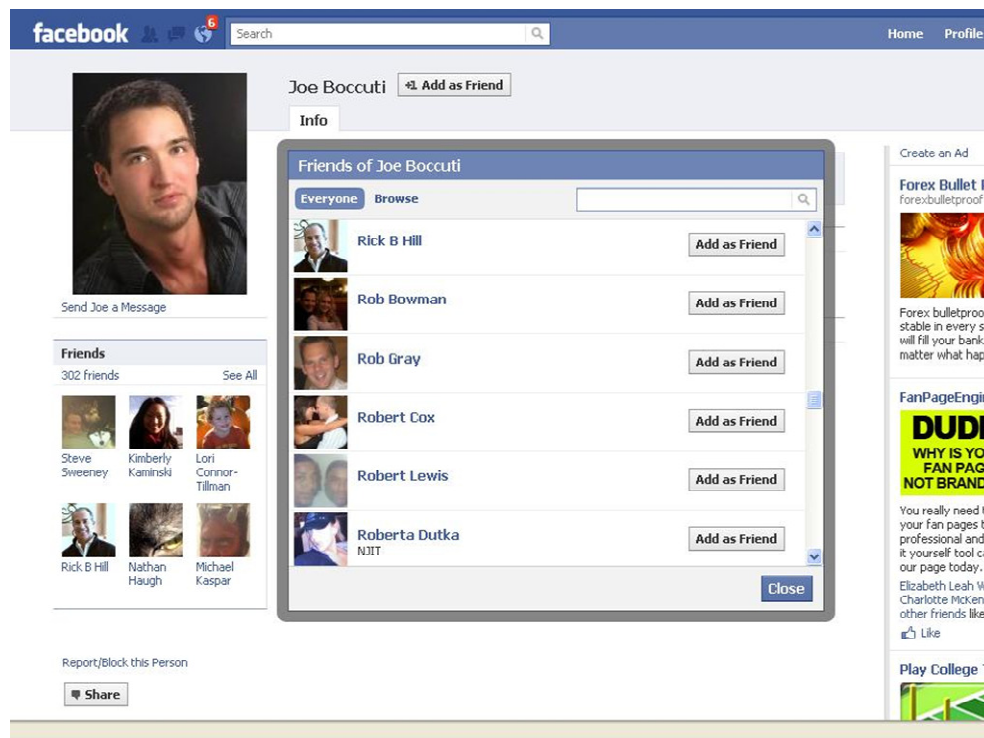 facebook
6
Search
Home Profile
Joe Boccuti
+1 Add as Friend
Info
Send Joe a Message
Friends
302 friends See All
Steve Sweeney
Kimberly Kaminski
Lori Connor-Tillman
Rick B Hill
Nathan Haugh
Michael Kaspar
Report/Block this Person
Share
Friends of Joe Boccuti
Everyone Browse
Rick B Hill Add as Friend
Rob Bowman Add as Friend
Rob Gray Add as Friend
Robert Cox Add as Friend
Robert Lewis Add as Friend
Roberta Dutka Add as Friend
NJIT
Close
Create an Ad
Forex Bullet
forexbulletproof
Forex bulletproo
stable in every s
will fill your bank
matter what hap
FanPageEngi
DUD
WHY IS YO
FAN PAG
NOT BRAND
You really need
your fan pages t
professional and
it yourself tool c
our page today.
Elizabeth Leah
Charlotte McKen
other friends like
Like
Play College